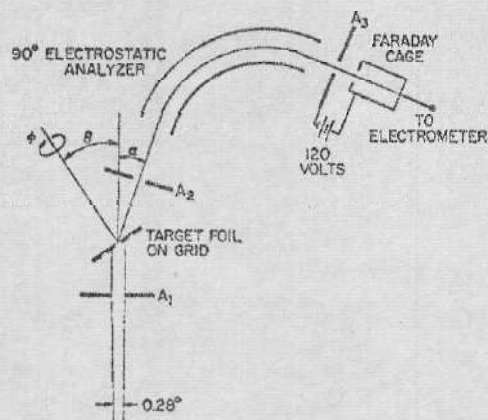 A3
FARADAY
CAGE
90° ELECTROSTATIC
ANALYZER
TO
ELECTROMETER
120
VOLTS
Φ
θ
α
A2
TARGET FOIL
ON GRID
A1
0.28°